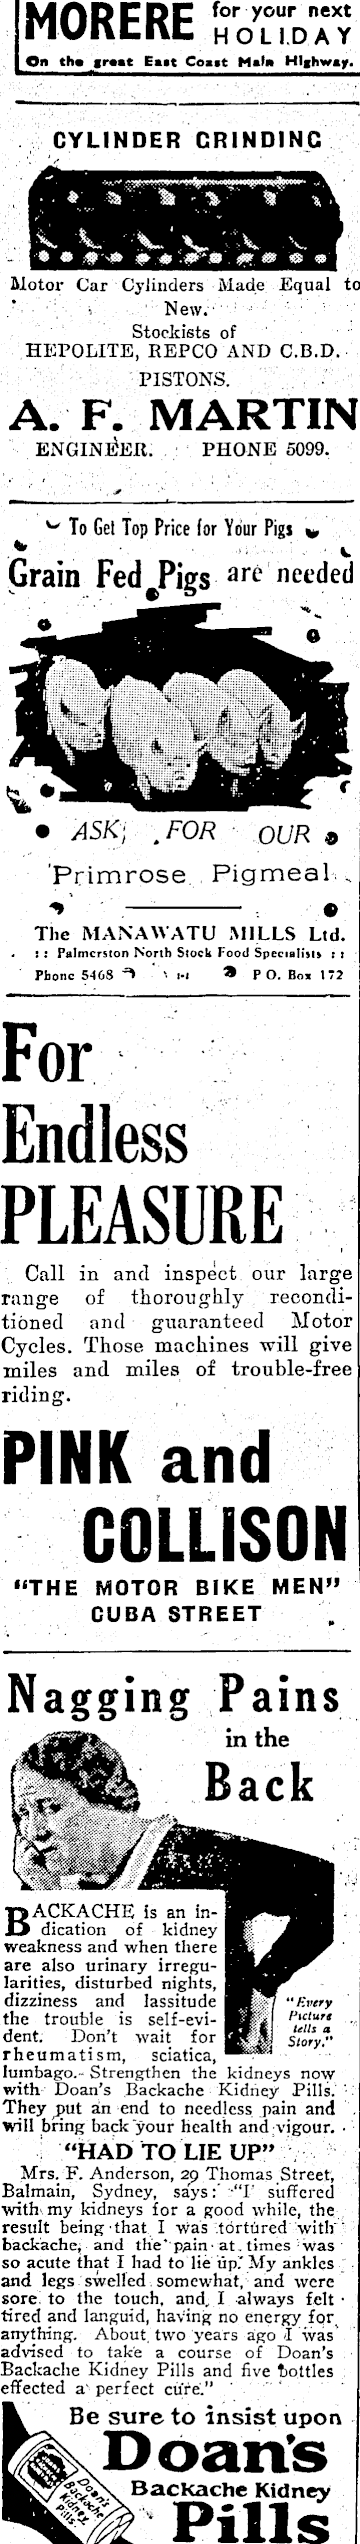 MORERE for your next
HOLIDAY
On the great East Coast Main Highway.
CYLINDER GRINDING
Motor Car Cylinders Made Equal to
New.
Stockists of
HEPOLITE, REPCO AND C.B.D.
PISTONS.
A. F. MARTIN
ENGINEER. PHONE 5099.
To Get Top Price for Your Pigs
Grain Fed Pigs are needed
ASK FOR OUR
Primrose Pigmeal
The MANAWATU MILLS Ltd.
:: Palmerston North Stock Food Specialists ::
Phone 5468 P.O. Box 172
For
Endless
PLEASURE
Call in and inspect our large
range of thoroughly recondi-
tioned and guaranteed Motor
Cycles. Those machines will give
miles and miles of trouble-free
riding.
PINK and
COLLISON
"THE MOTOR BIKE MEN"
CUBA STREET
Nagging Pains
in the
Back
BACKACHE is an in-
dication of kidney
weakness and when there
are also urinary irregu-
larities, disturbed nights,
dizziness and lassitude
the trouble is self-evi-
dent. Don't wait for
rheumatism, sciatica,
"Every
Picture
tells a
Story."
lumbago. Strengthen the kidneys now
with Doan's Backache Kidney Pills.
They put an end to needless pain and
will bring back your health and vigour.
"HAD TO LIE UP"
Mrs. F. Anderson, 29 Thomas Street,
Balmain, Sydney, says: "I suffered
with my kidneys for a good while, the
result being that I was tortured with
backache, and the pain at times was
so acute that I had to lie up. My ankles
and legs swelled somewhat, and were
sore to the touch, and I always felt
tired and languid, having no energy for
anything. About two years ago I was
advised to take a course of Doan's
Backache Kidney Pills and five bottles
effected a perfect cure."
Be sure to insist upon
Doan's
Backache Kidney
Pills
Doan's
Backache
Kidney
Pills